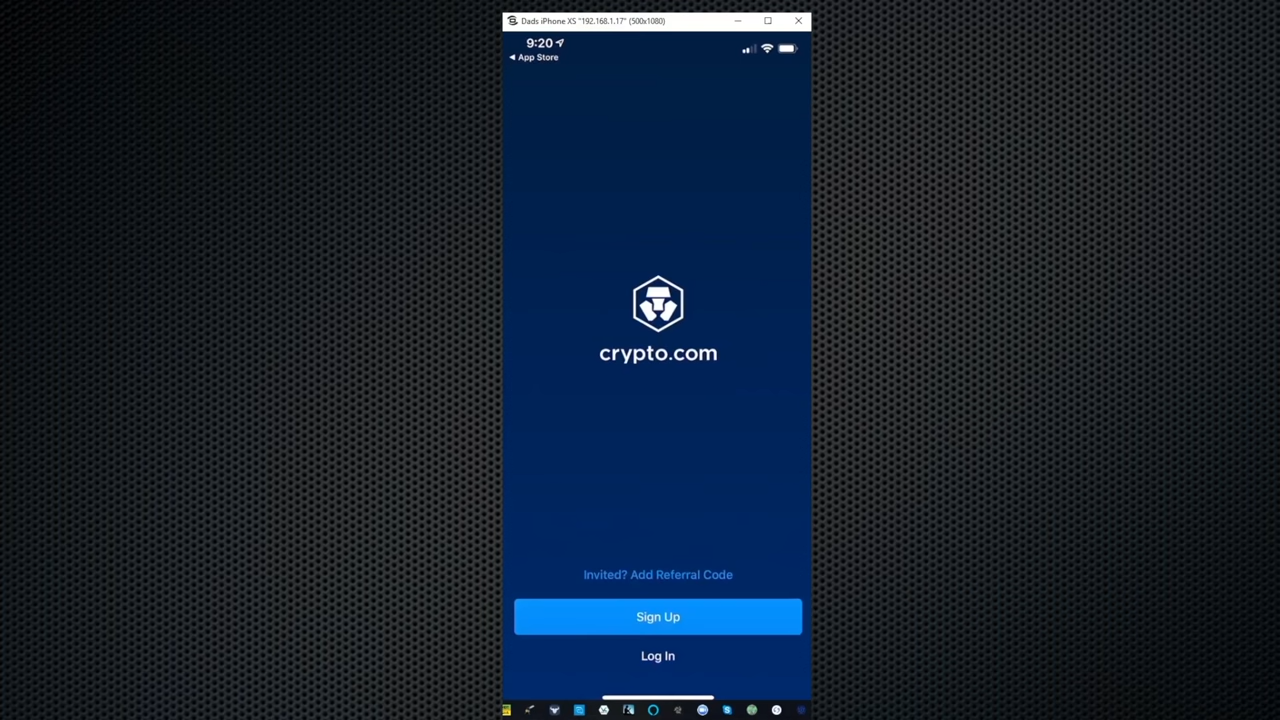 Dads iPhone XS "192.168.1.17" (500x1080)
9:20
App Store
crypto.com
Invited? Add Referral Code
Sign Up
Log In